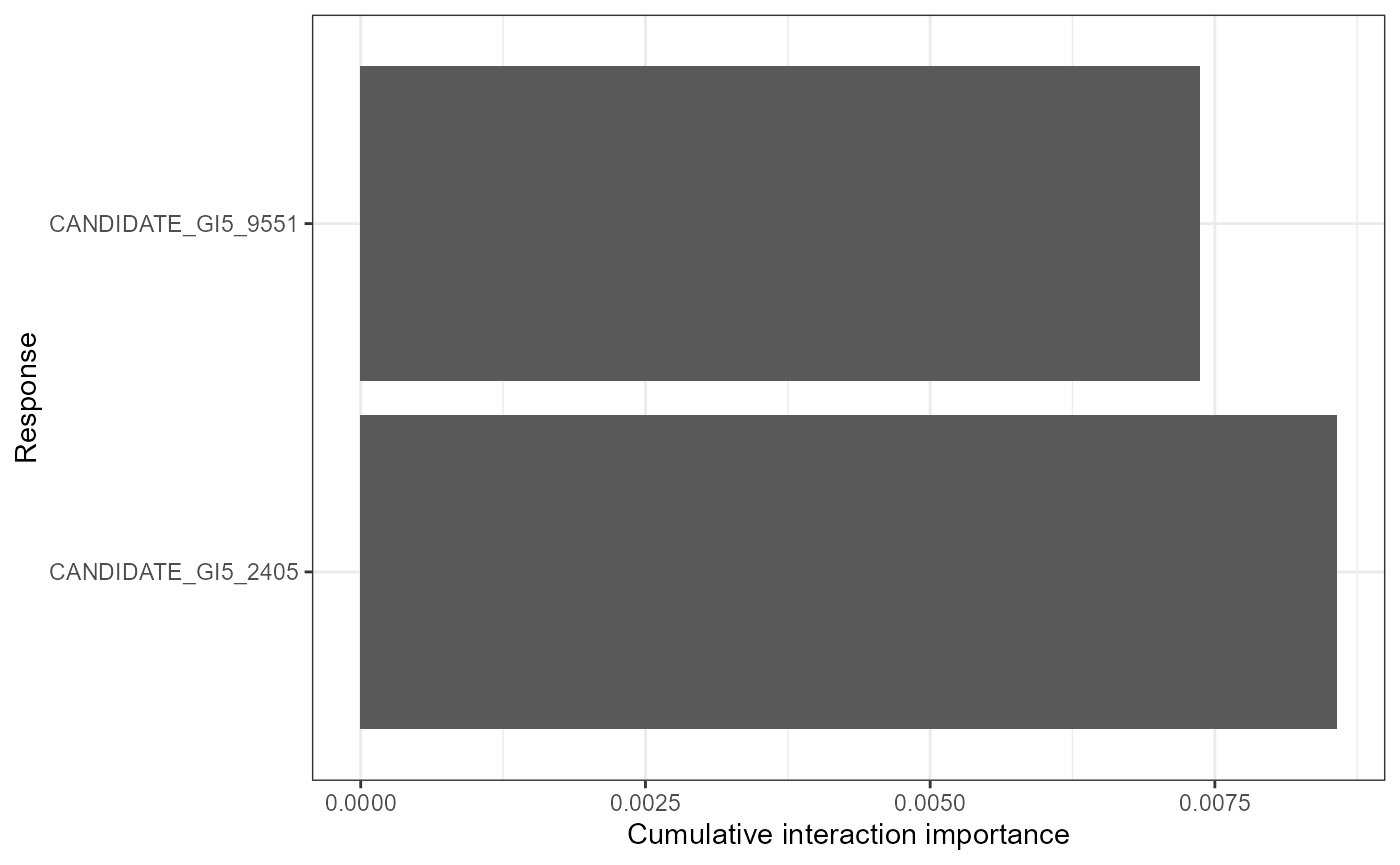 Response
CANDIDATE_GI5_9551
CANDIDATE_GI5_2405
0.0000 0.0025 0.0050 0.0075
Cumulative interaction importance